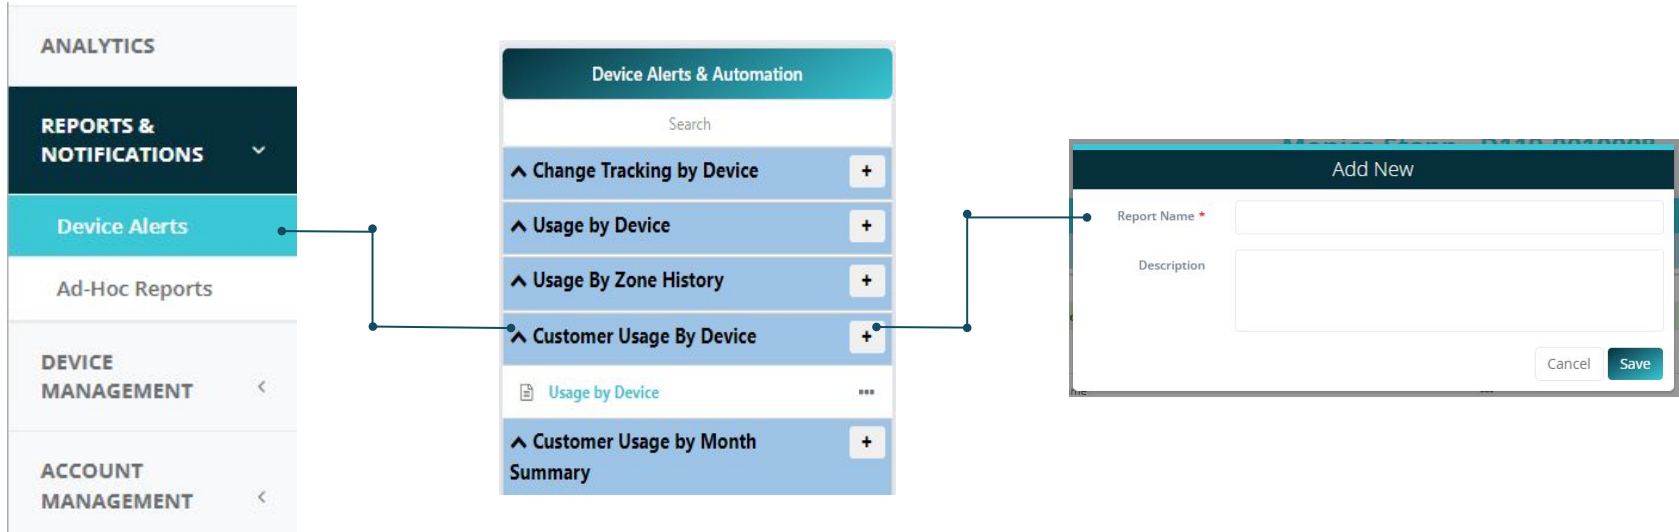 ANALYTICS
REPORTS &
NOTIFICATIONS
Device Alerts
Ad-Hoc Reports
DEVICE
MANAGEMENT
ACCOUNT
MANAGEMENT
Device Alerts & Automation
Search
Change Tracking by Device +
Usage by Device +
Usage By Zone History +
Customer Usage By Device +
Usage by Device
Customer Usage by Month +
Summary
Add New
Report Name *
Description
Cancel Save
me